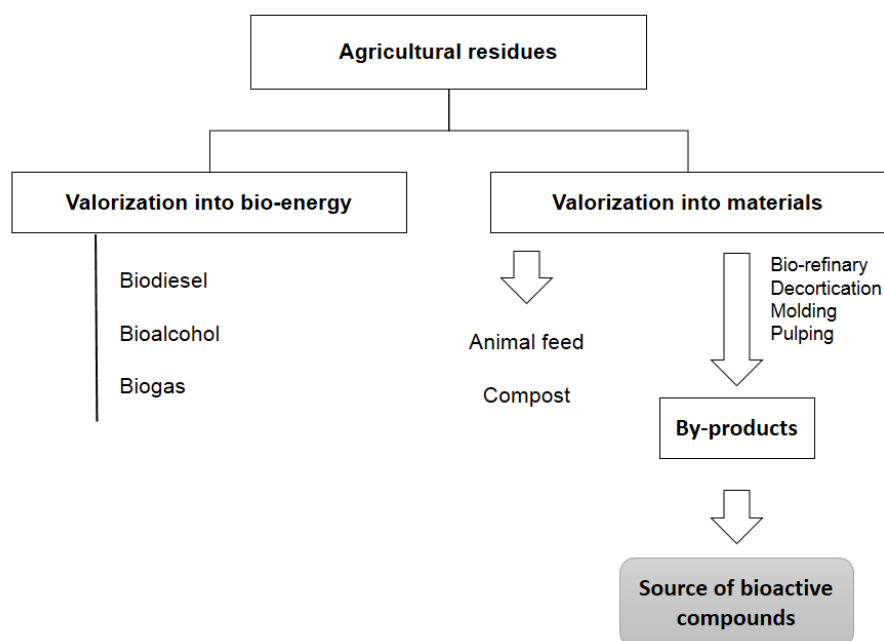 Agricultural residues
Valorization into bio-energy
Biodiesel
Bioalcohol
Biogas
Valorization into materials
Animal feed
Compost
Bio-refinary
Decortication
Molding
Pulping
By-products
Source of bioactive
compounds